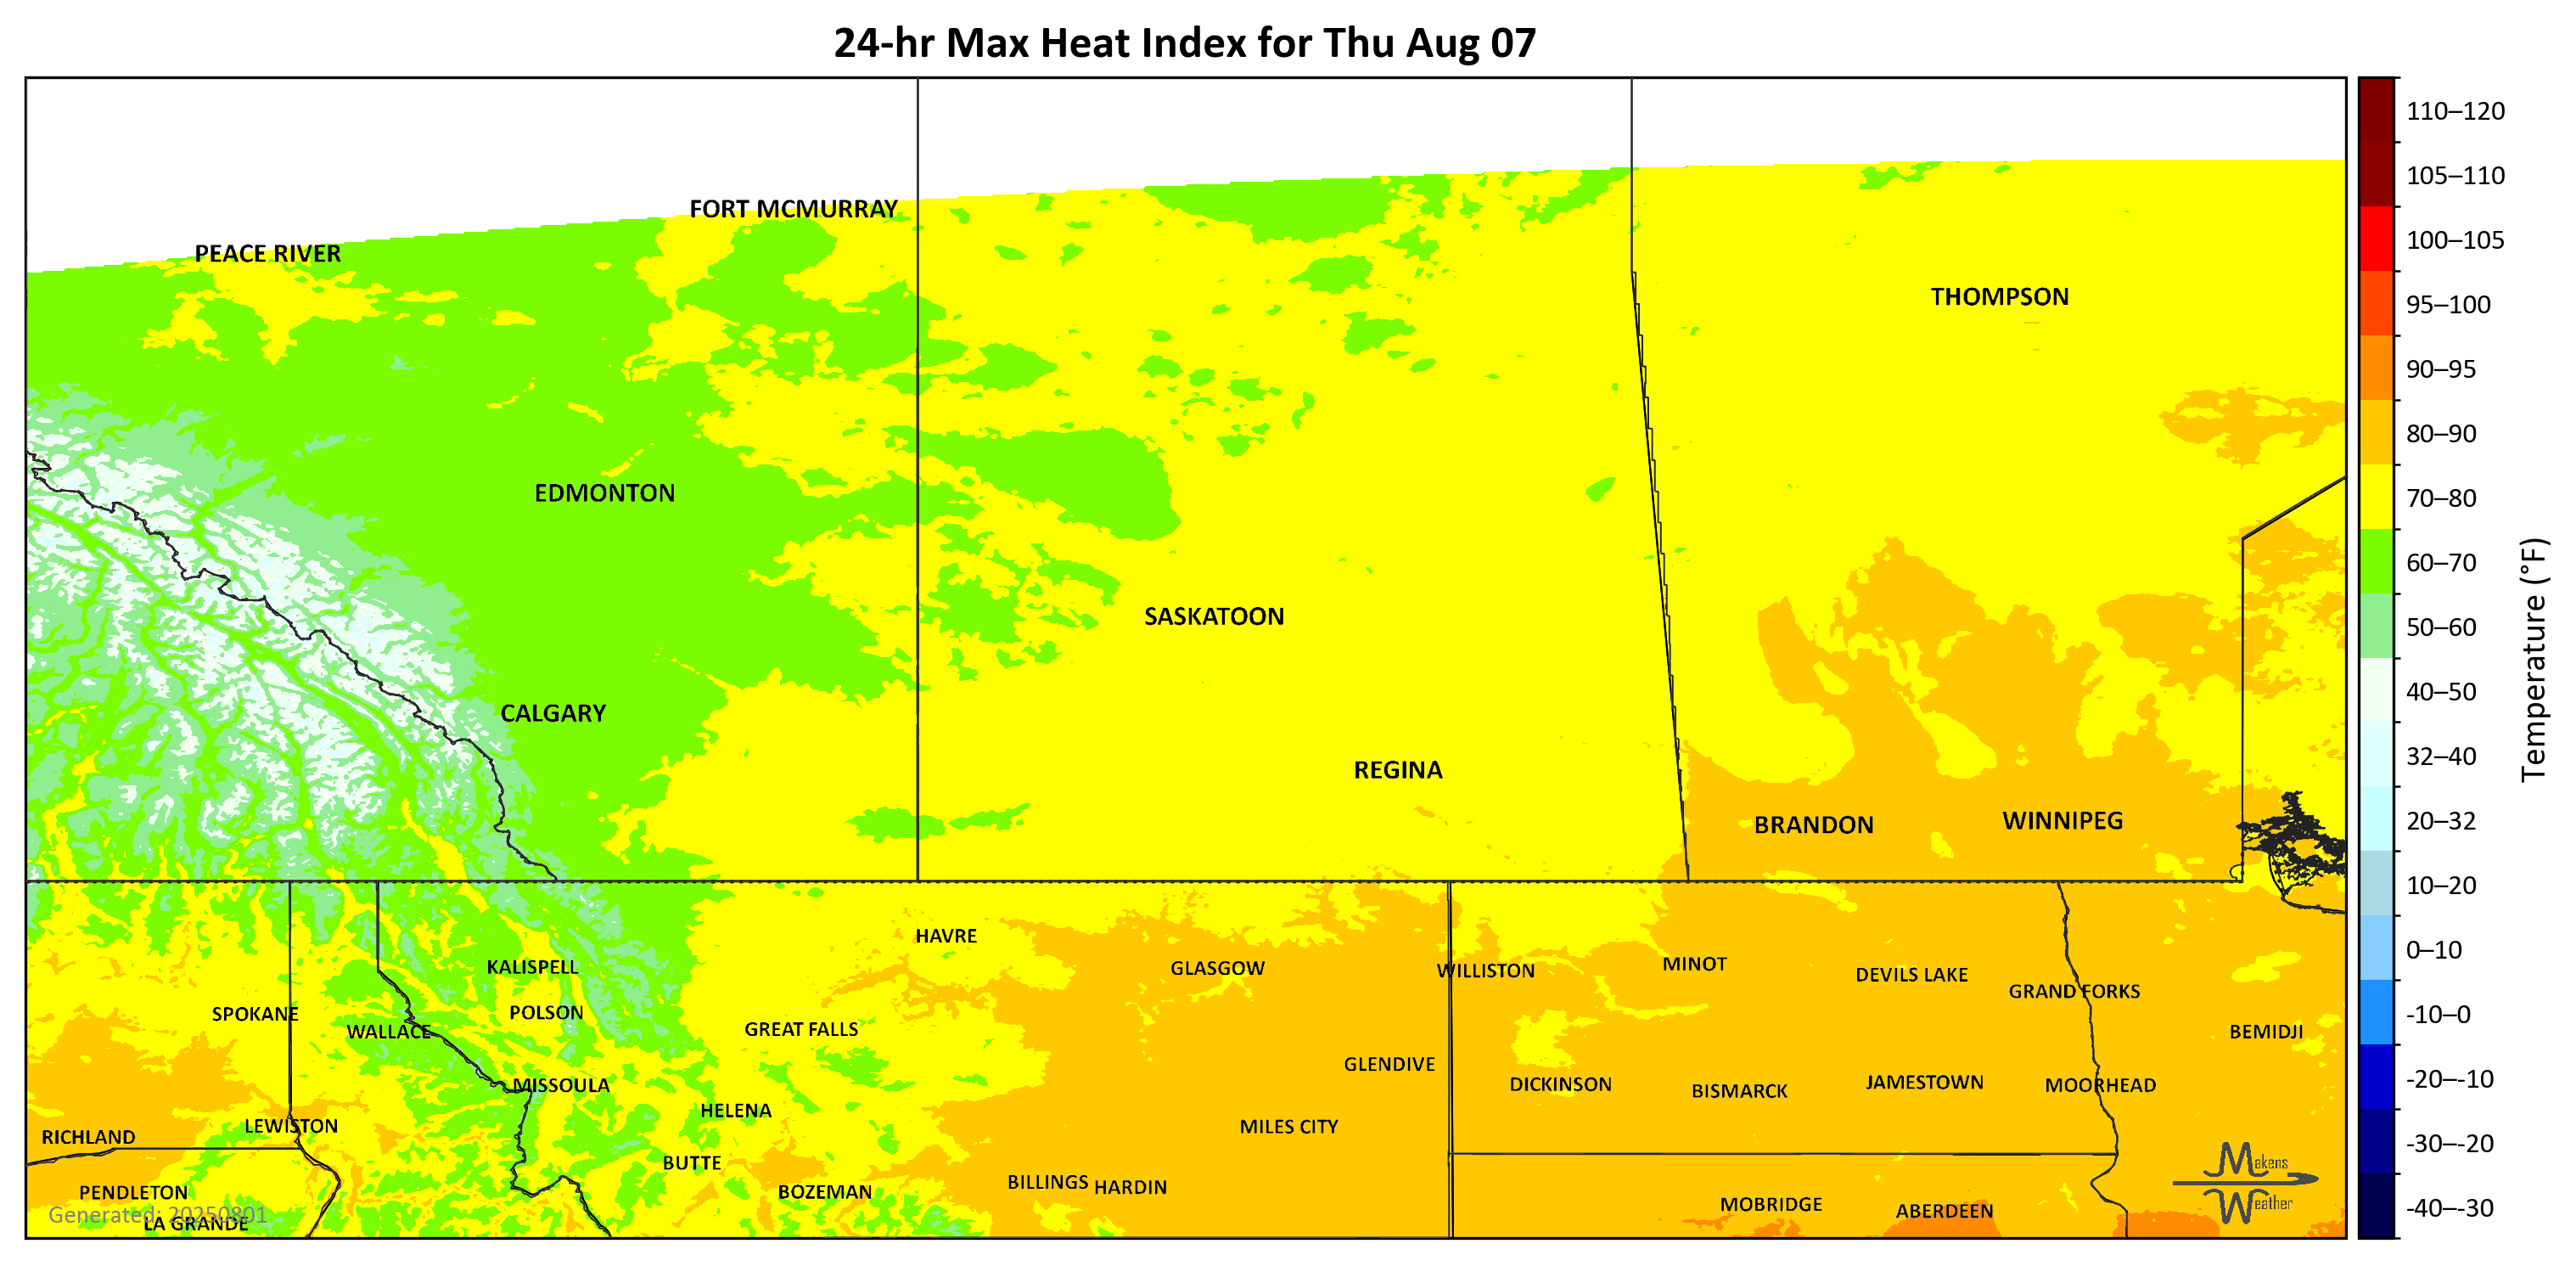 24-hr Max Heat Index for Thu Aug 07
FORT MCMURRAY
PEACE RIVER
THOMPSON
EDMONTON
SASKATOON
CALGARY
REGINA
BRANDON
WINNIPEG
HAVRE
KALISPELL
GLASGOW
WILLISTON
MINOT
DEVILS LAKE
GRAND FORKS
SPOKANE
POLSON
WALLACE
GREAT FALLS
BEMIDJI
GLENDIVE
MISSOULA
DICKINSON
BISMARCK
JAMESTOWN
MOORHEAD
HELENA
LEWISTON
MILES CITY
RICHLAND
BUTTE
PENDLETON
BOZEMAN
BILLINGS
HARDIN
MOBRIDGE
ABERDEEN
LA GRANDE
Generated: 20250801
Makens
Weather
110–120
105–110
100–105
95–100
90–95
80–90
70–80
60–70
50–60
40–50
32–40
20–32
10–20
0–10
-10–0
-20–-10
-30–-20
-40–-30
Temperature (°F)